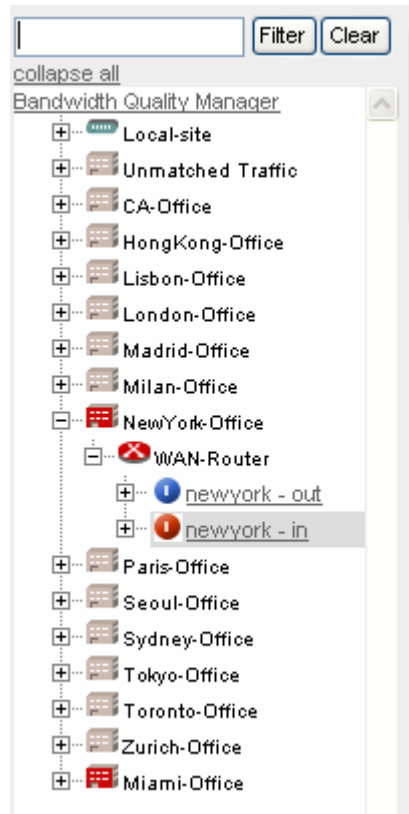 Filter Clear
collapse all
Bandwidth Quality Manager
Local-site
Unmatched Traffic
CA-Office
HongKong-Office
Lisbon-Office
London-Office
Madrid-Office
Milan-Office
NewYork-Office
WAN-Router
newyork - out
newyork - in
Paris-Office
Seoul-Office
Sydney-Office
Tokyo-Office
Toronto-Office
Zurich-Office
Miami-Office